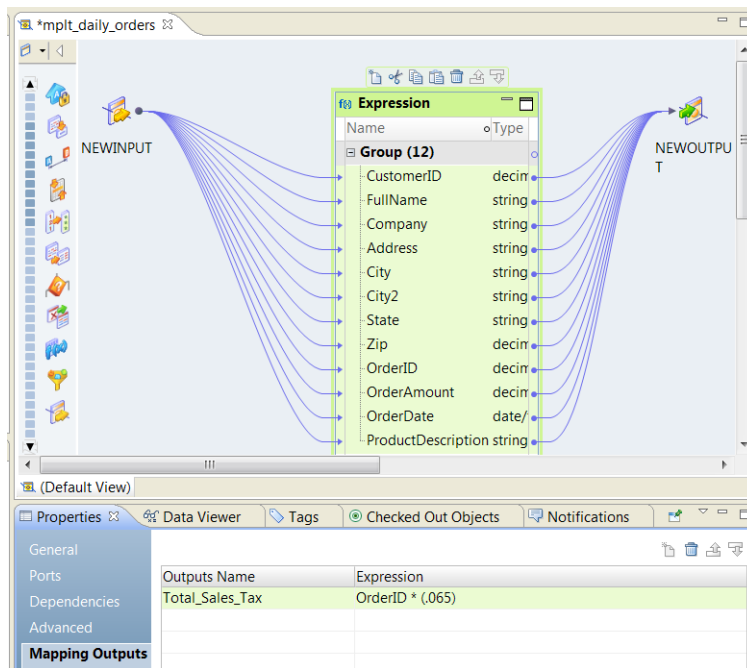 *mplt_daily_orders
NEWINPUT
f(x) Expression
Name Type
Group (12)
CustomerID decim
FullName string
Company string
Address string
City string
City2 string
State string
Zip decim
OrderID decim
OrderAmount decim
OrderDate date/
ProductDescription string
NEWOUTPU
T
(Default View)
Properties Data Viewer Tags Checked Out Objects Notifications
General
Ports
Dependencies
Advanced
Mapping Outputs
Outputs Name Expression
Total_Sales_Tax OrderID * (.065)